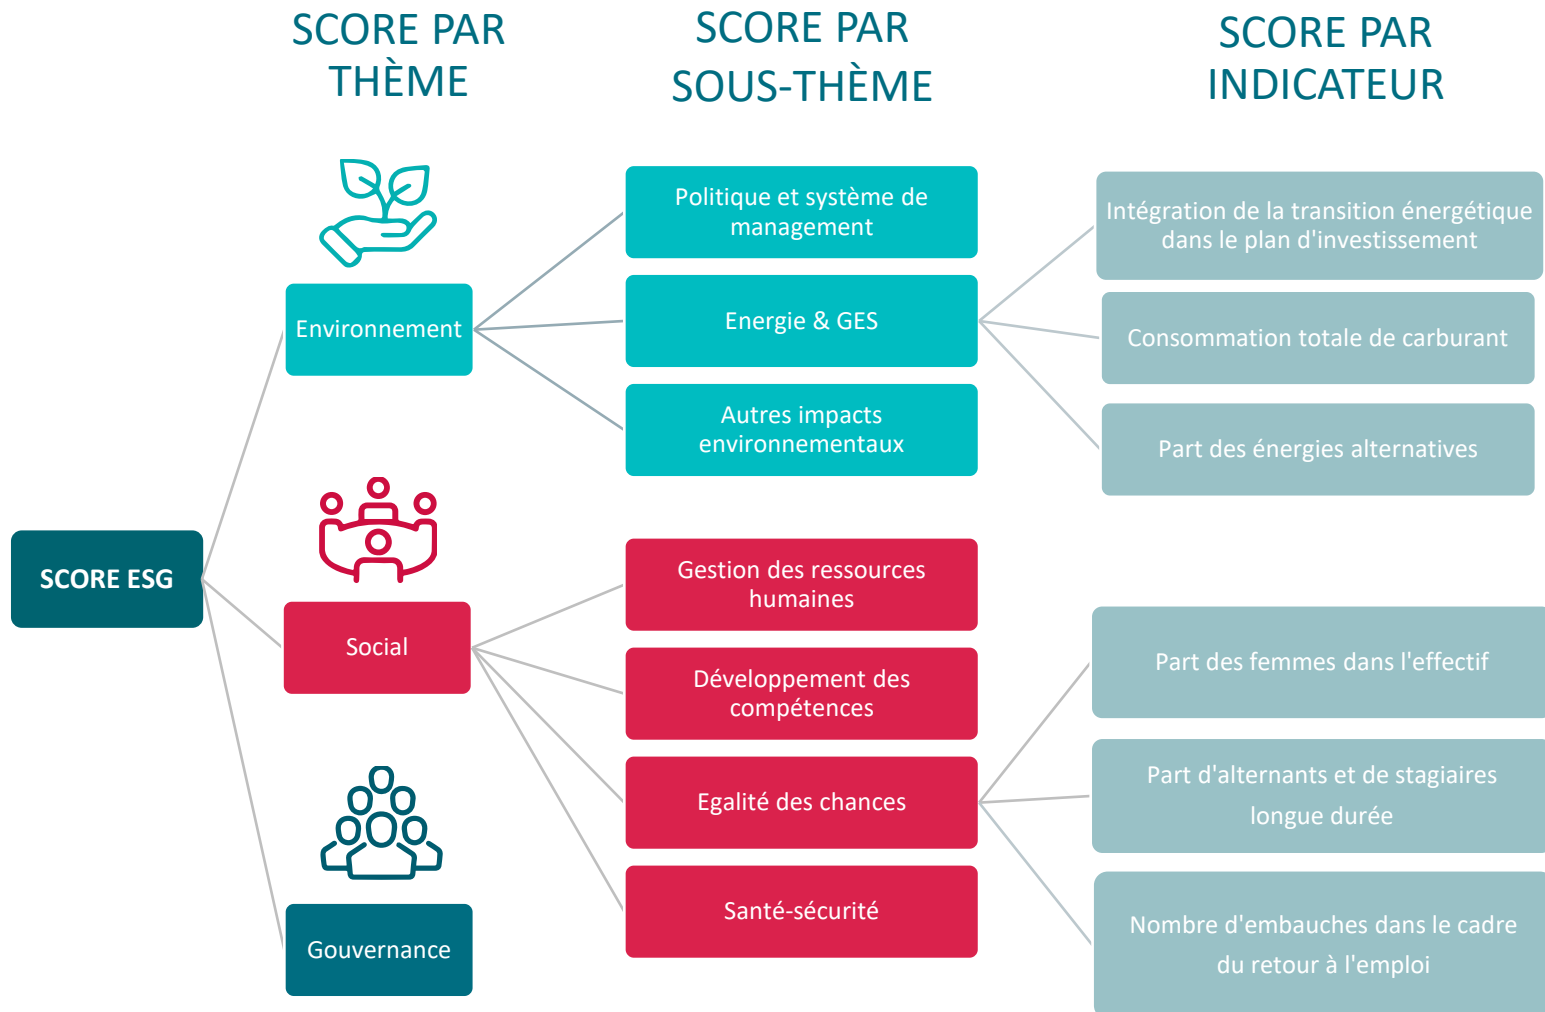 SCORE PAR
THÈME
SCORE PAR
SOUS-THÈME
SCORE PAR
INDICATEUR
SCORE ESG
Environnement
Politique et système de
management
Energie & GES
Autres impacts
environnementaux
Intégration de la transition énergétique
dans le plan d'investissement
Consommation totale de carburant
Part des énergies alternatives
Social
Gestion des ressources
humaines
Développement des
compétences
Egalité des chances
Santé-sécurité
Part des femmes dans l'effectif
Part d'alternants et de stagiaires
longue durée
Nombre d'embauches dans le cadre
du retour à l'emploi
Gouvernance